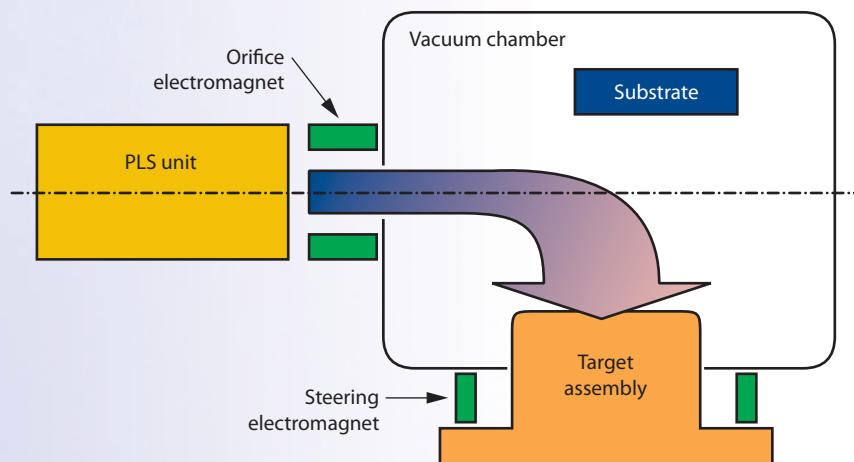 Vacuum chamber
Orifice
electromagnet
Substrate
PLS unit
Target
assembly
Steering
electromagnet